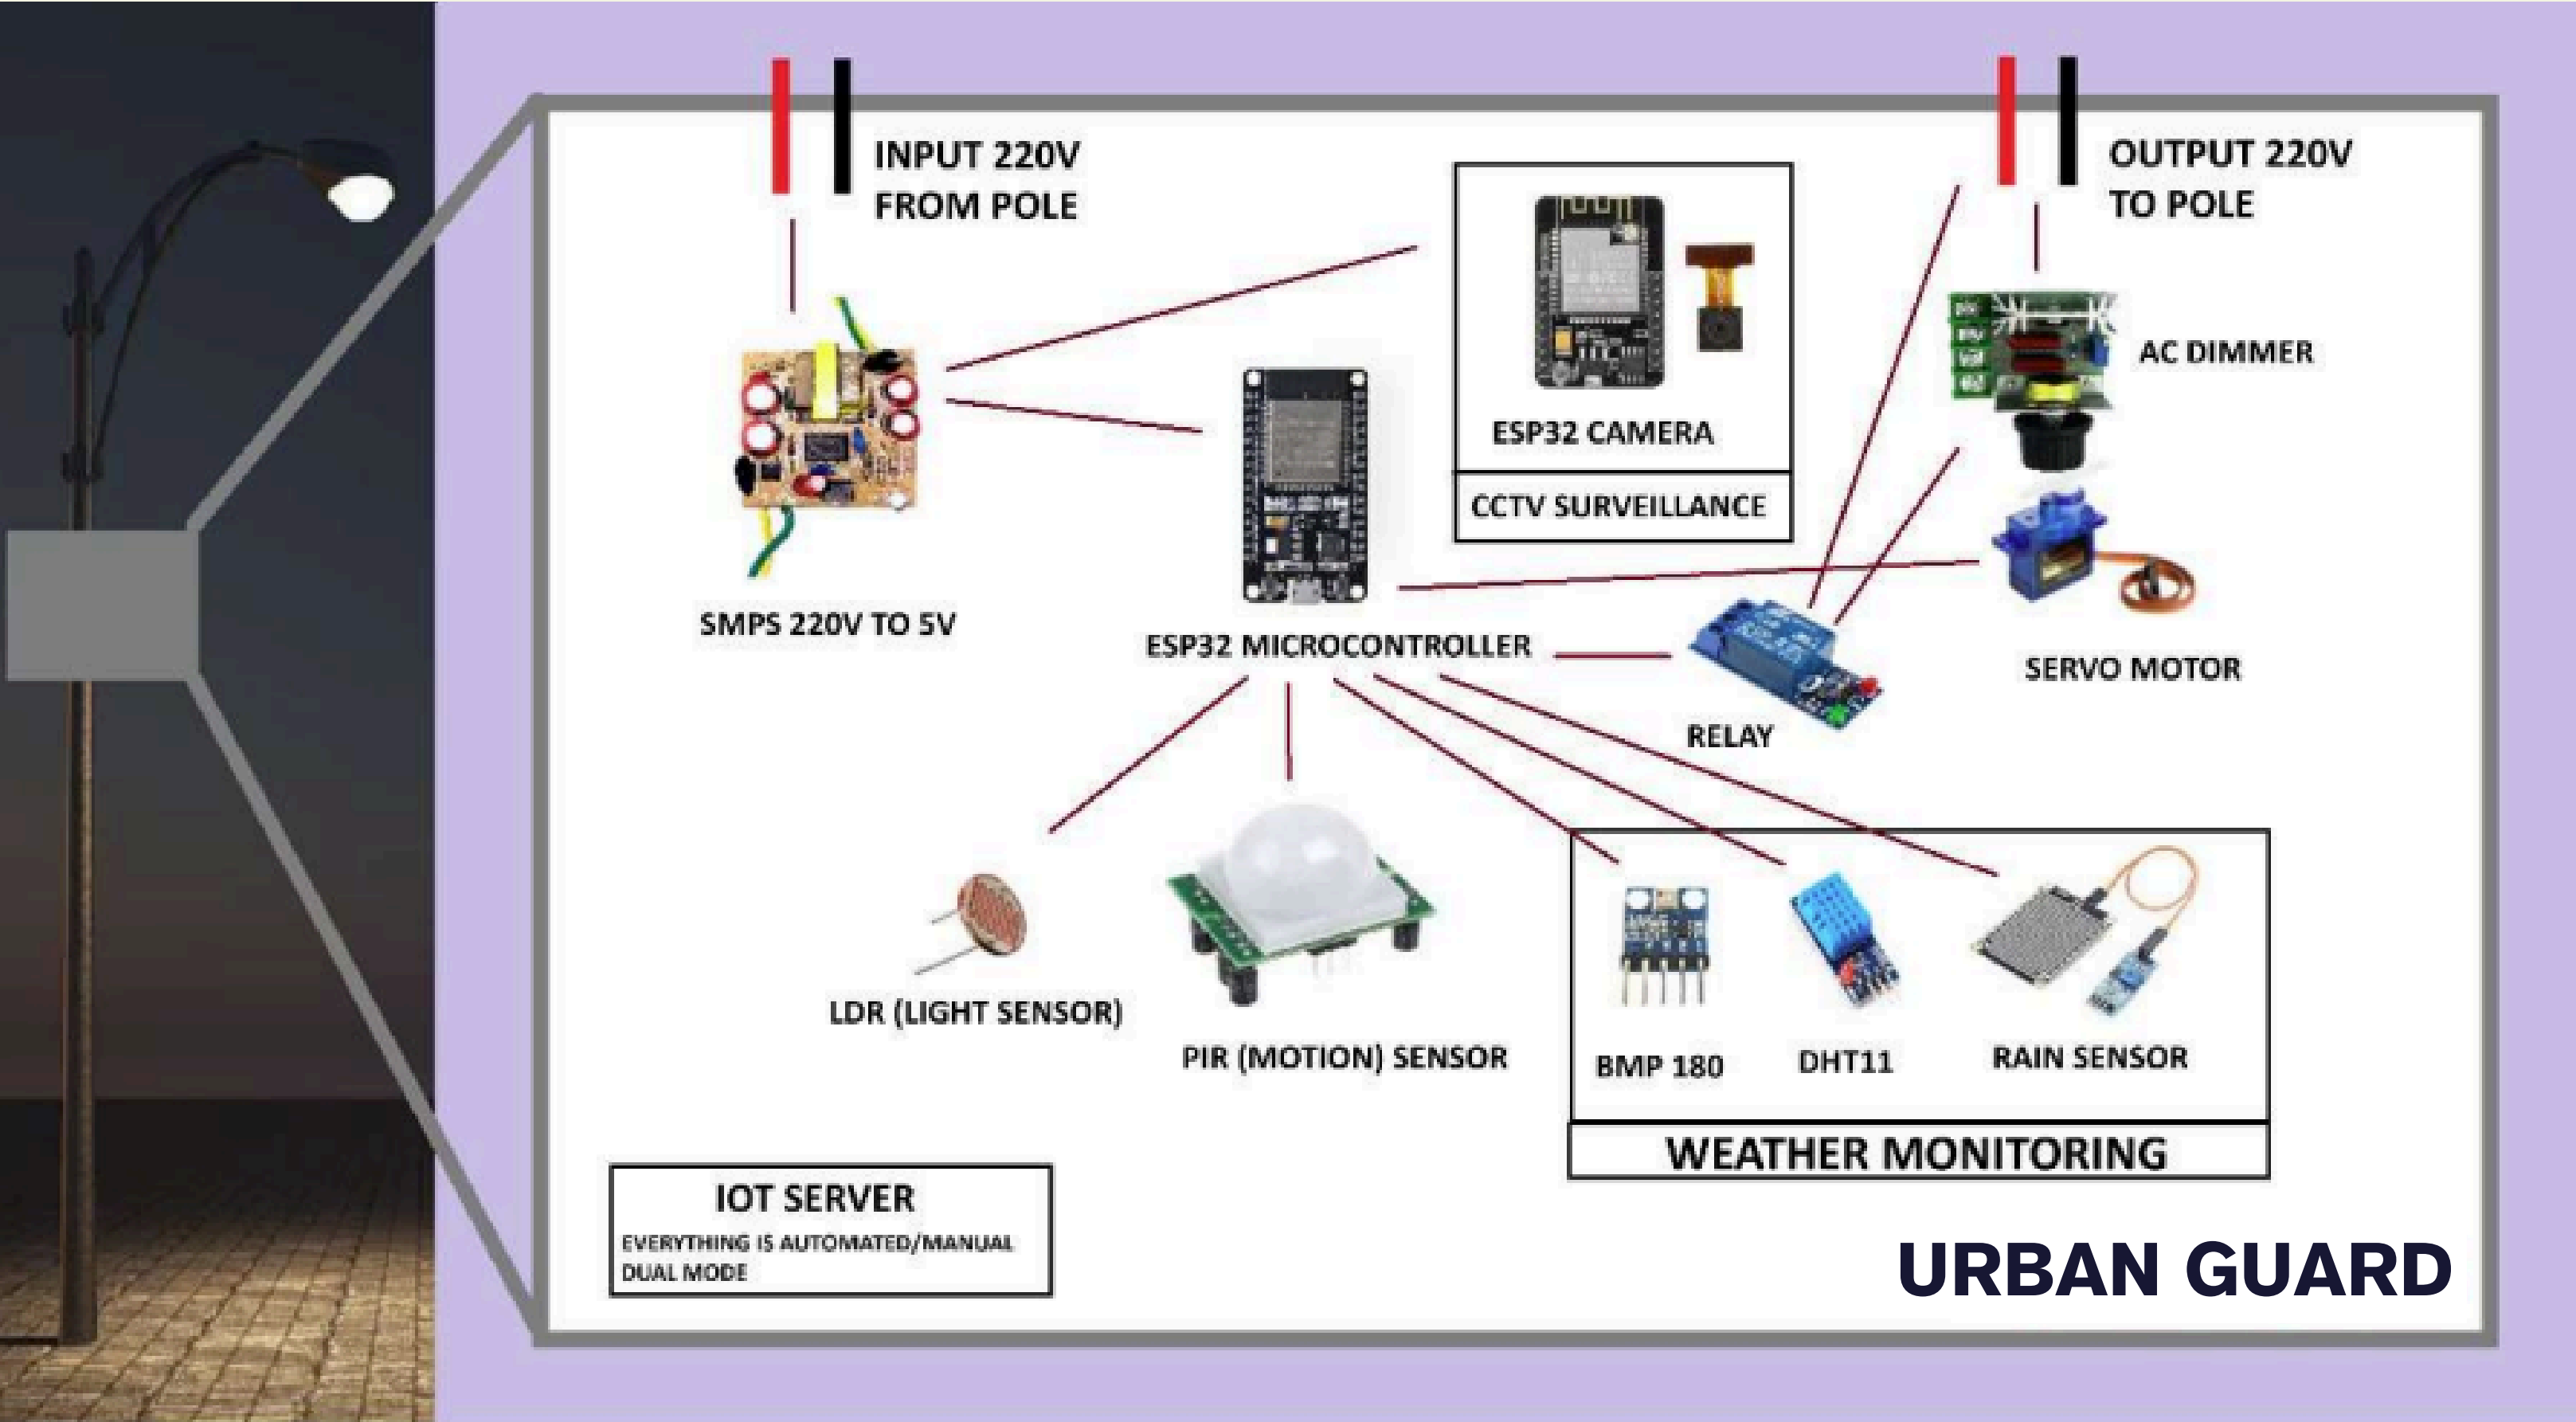 INPUT 220V
FROM POLE
OUTPUT 220V
TO POLE
AC DIMMER
ESP32 CAMERA
CCTV SURVEILLANCE
SMPS 220V TO 5V
ESP32 MICROCONTROLLER
SERVO MOTOR
RELAY
LDR (LIGHT SENSOR)
PIR (MOTION) SENSOR
BMP 180
DHT11
RAIN SENSOR
WEATHER MONITORING
IOT SERVER
EVERYTHING IS AUTOMATED/MANUAL
DUAL MODE
URBAN GUARD